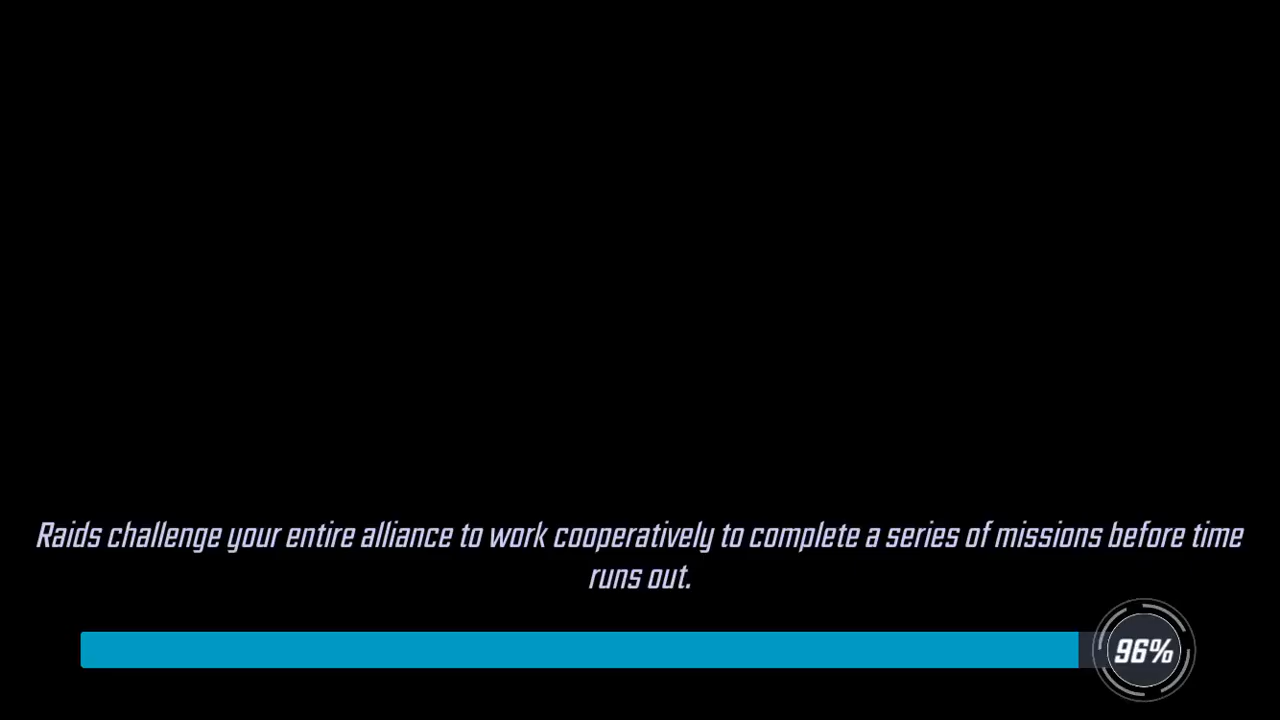 Raids challenge your entire alliance to work cooperatively to complete a series of missions before time
runs out.
96%